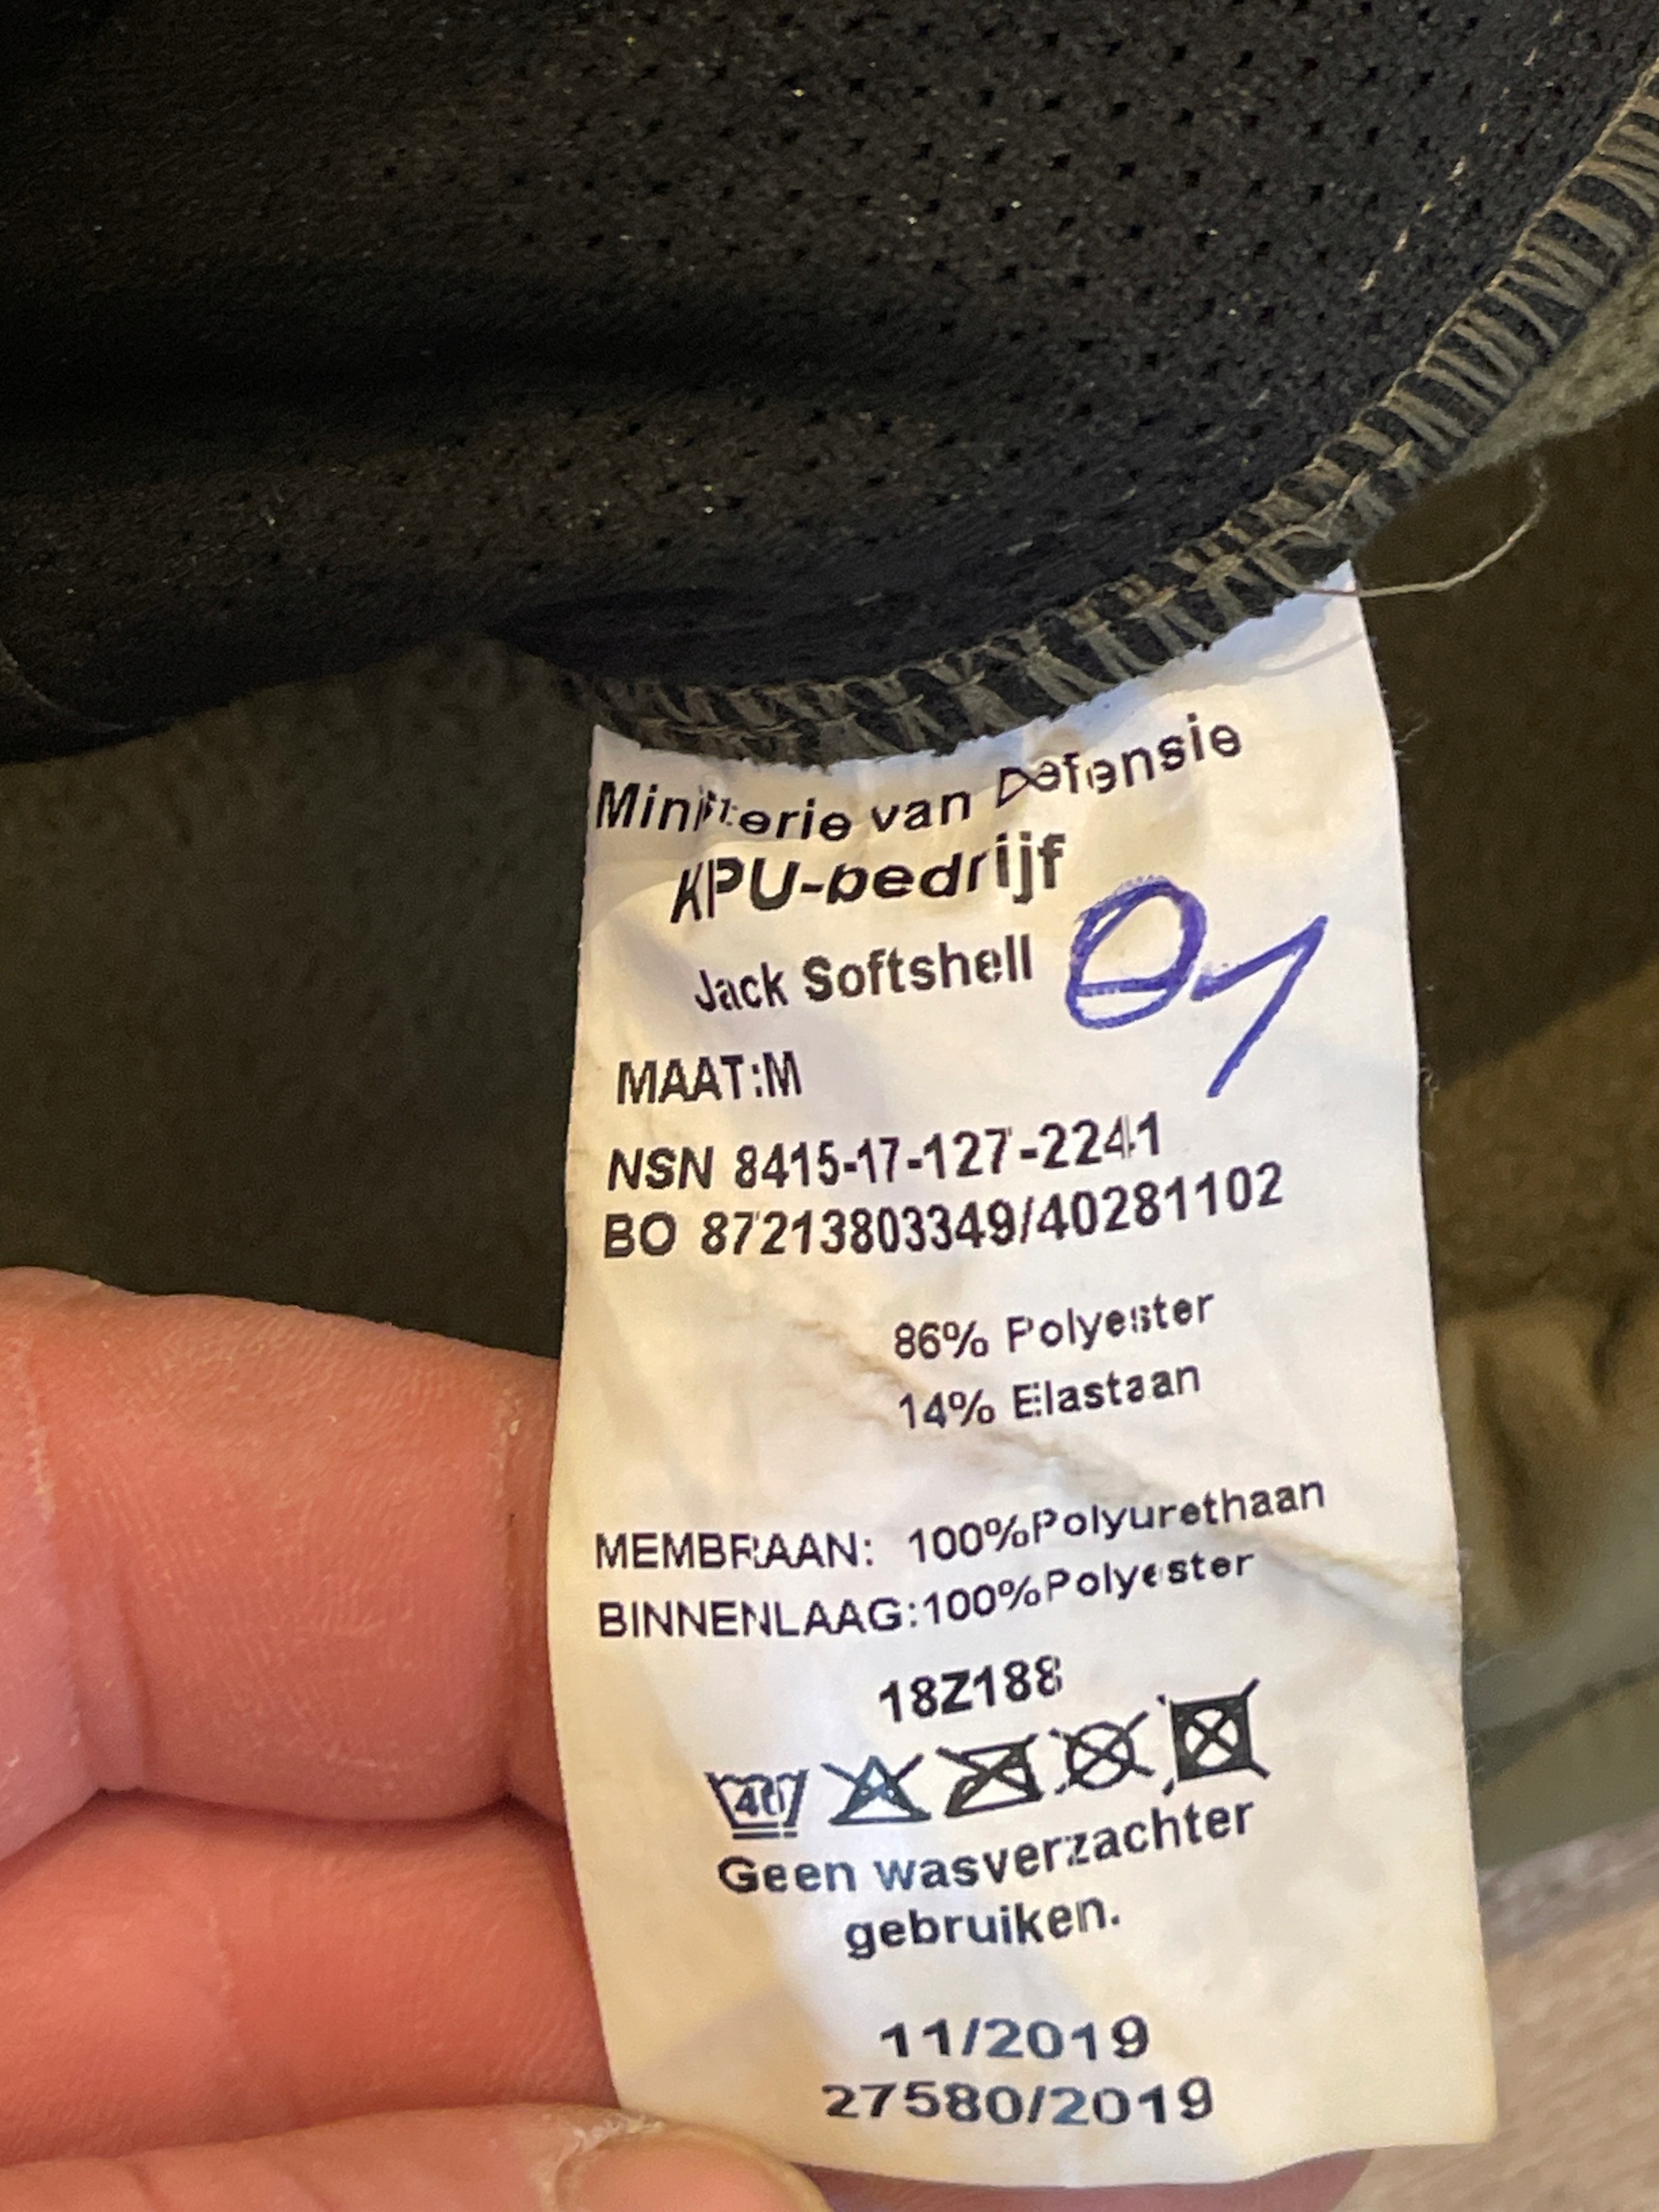 Ministerie van Defensie
KPU-bedrijf
Jack Softshell
MAAT:M
NSN 8415-17-127-2241
BO 87213803349/40281102
86% Polyester
14% Elastaan
MEMBRAAN: 100%Polyurethaan
BINNENLAAG:100%Polyester
18Z188
40
Geen wasverzachter
gebruiken.
11/2019
27580/2019